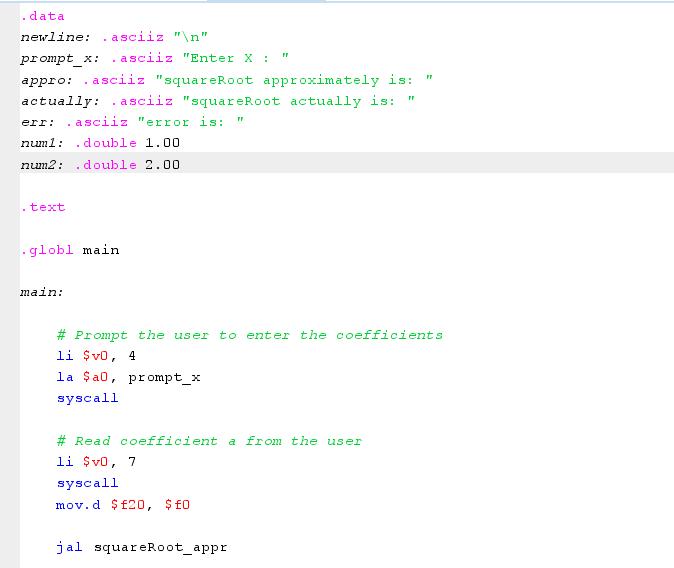 .data
newline: .asciiz "\n"
prompt_x: .asciiz "Enter X : "
appro: .asciiz "squareRoot approximately is: "
actually: .asciiz "squareRoot actually is: "
err: .asciiz "error is: "
num1: .double 1.00
num2: .double 2.00
.text
.globl main
main:
# Prompt the user to enter the coefficients
li $v0, 4
la $a0, prompt_x
syscall
# Read coefficient a from the user
li $v0, 7
syscall
mov.d $f20, $f0
jal squareRoot_appr